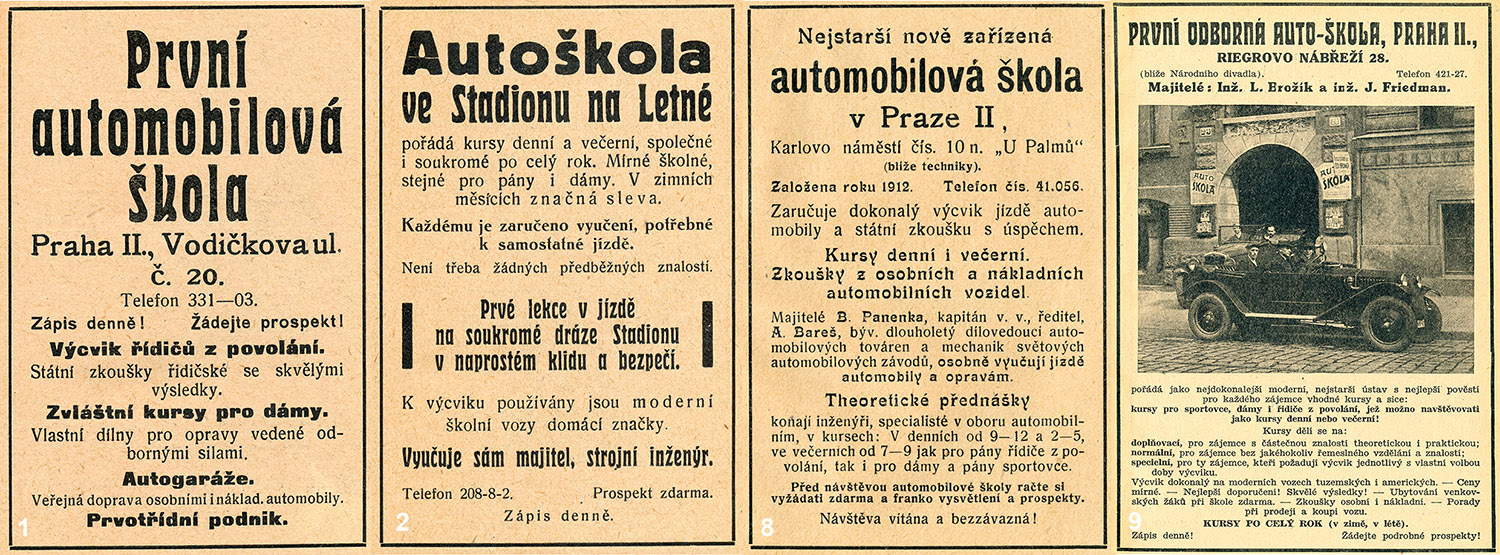 První
automobilová
škola
Praha II., Vodičkova ul.
Č. 20.
Telefon 331—03.
Zápis denně! Žádejte prospekt!
Výcvik řidičů z povolání.
Státní zkoušky řidičské se skvělými
výsledky.
Zvláštní kursy pro dámy.
Vlastní dílny pro opravy vedené od-
bornými silami.
Autogaráže.
Veřejná doprava osobními i náklad. automobily.
Prvotřídní podnik.
1
Autoškola
ve Stadionu na Letné
pořádá kursy denní a večerní, společné
i soukromé po celý rok. Mírné školné,
stejné pro pány i dámy. V zimních
měsících značná sleva.
Každému je zaručeno vyučení, potřebné
k samostatné jízdě.
Není třeba žádných předběžných znalostí.
Prvé lekce v jízdě
na soukromé dráze Stadionu
v naprostém klidu a bezpečí.
K výcviku používány jsou moderní
školní vozy domácí značky.
Vyučuje sám majitel, strojní inženýr.
Telefon 208-8-2. Prospekt zdarma.
Zápis denně.
2
Nejstarší nově zařízená
automobilová škola
v Praze II,
Karlovo náměstí čís. 10 n. „U Palmů“
(blíže techniky).
Založena roku 1912. Telefon čís. 41.056.
Zaručuje dokonalý výcvik jízdě auto-
mobily a státní zkoušku s úspěchem.
Kursy denní i večerní.
Zkoušky z osobních a nákladních
automobilních vozidel.
Majitelé B. Panenka, kapitán v. v., ředitel,
A. Bareš, býv. dlouholetý dílovedoucí auto-
mobilových továren a mechanik světových
automobilových závodů, osobně vyučují jízdě
automobily a opravám.
Theoretické přednášky
konají inženýři, specialisté v oboru automobil-
ním, v kursech: V denních od 9—12 a 2—5,
ve večerních od 7—9 jak pro pány řidiče z po-
volání, tak i pro dámy a pány sportovce.
Před návštěvou automobilové školy račte si
vyžádati zdarma a franko vysvětlení a prospekty.
Návštěva vítána a bezzávazná!
8
PRVNÍ ODBORNÁ AUTO-ŠKOLA, PRAHA II.,
RIEGROVO NÁBŘEŽÍ 28.
(blíže Národního divadla). Telefon 421-27.
Majitelé: Inž. L. Brožík a inž. J. Friedman.
AUTO
ŠKOLA
AUTO
ŠKOLA
pořádá jako nejdokonalejší moderní, nejstarší ústav s nejlepší pověstí
pro každého zájemce vhodné kursy a sice:
kursy pro sportovce, dámy i řidiče z povolání, jež možno navštěvovati
jako kursy denní nebo večerní!
Kursy dělí se na:
doplňovací, pro zájemce s částečnou znalostí theoretickou i praktickou;
normální, pro zájemce bez jakéhokoliv řemeslného vzdělání a znalostí;
specielní, pro ty zájemce, kteří požadují výcvik jednotlivý s vlastní volbou
doby výcviku.
Výcvik dokonalý na moderních vozech tuzemských i amerických. — Ceny
mírné. — Nejlepší doporučení! Skvělé výsledky! — Ubytování venkov-
ských žáků při škole zdarma. — Zkoušky osobní i nákladní. — Porady
při prodeji a koupi vozu.
KURSY PO CELÝ ROK (v zimě, v létě).
Zápis denně! Žádejte podrobné prospekty!
9